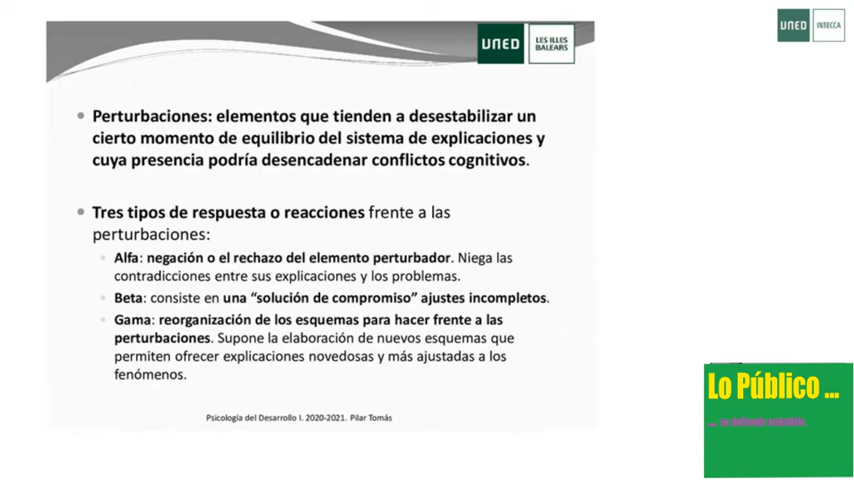 UNED
LES ILLES
BALEARS
UNED
INTECCA
Perturbaciones: elementos que tienden a desestabilizar un
cierto momento de equilibrio del sistema de explicaciones y
cuya presencia podría desencadenar conflictos cognitivos.
Tres tipos de respuesta o reacciones frente a las
perturbaciones:
Alfa: negación o el rechazo del elemento perturbador. Niega las
contradicciones entre sus explicaciones y los problemas.
Beta: consiste en una “solución de compromiso” ajustes incompletos.
Gama: reorganización de los esquemas para hacer frente a las
perturbaciones. Supone la elaboración de nuevos esquemas que
permiten ofrecer explicaciones novedosas y más ajustadas a los
fenómenos.
Psicología del Desarrollo I. 2020-2021. Pilar Tomás
Lo Público ...